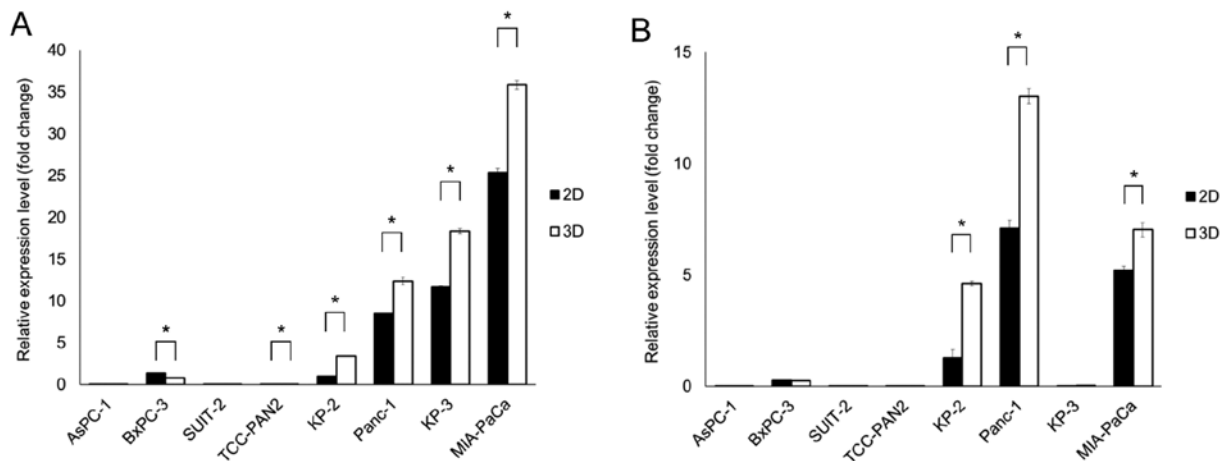 A
Relative expression level (fold change)
40
35
30
25
20
15
10
5
0
*
*
*
*
*
*
AsPC-1
BxPC-3
SUIT-2
TCC-PAN2
KP-2
Panc-1
KP-3
MIA-PaCa
2D
3D
B
Relative expression level (fold change)
15
10
5
0
*
*
*
AsPC-1
BxPC-3
SUIT-2
TCC-PAN2
KP-2
Panc-1
KP-3
MIA-PaCa
2D
3D